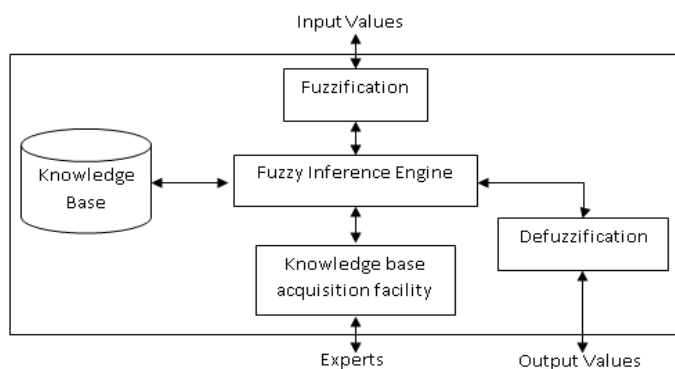 Input Values
Fuzzification
Fuzzy Inference Engine
Knowledge
Base
Defuzzification
Knowledge base
acquisition facility
Experts
Output Values